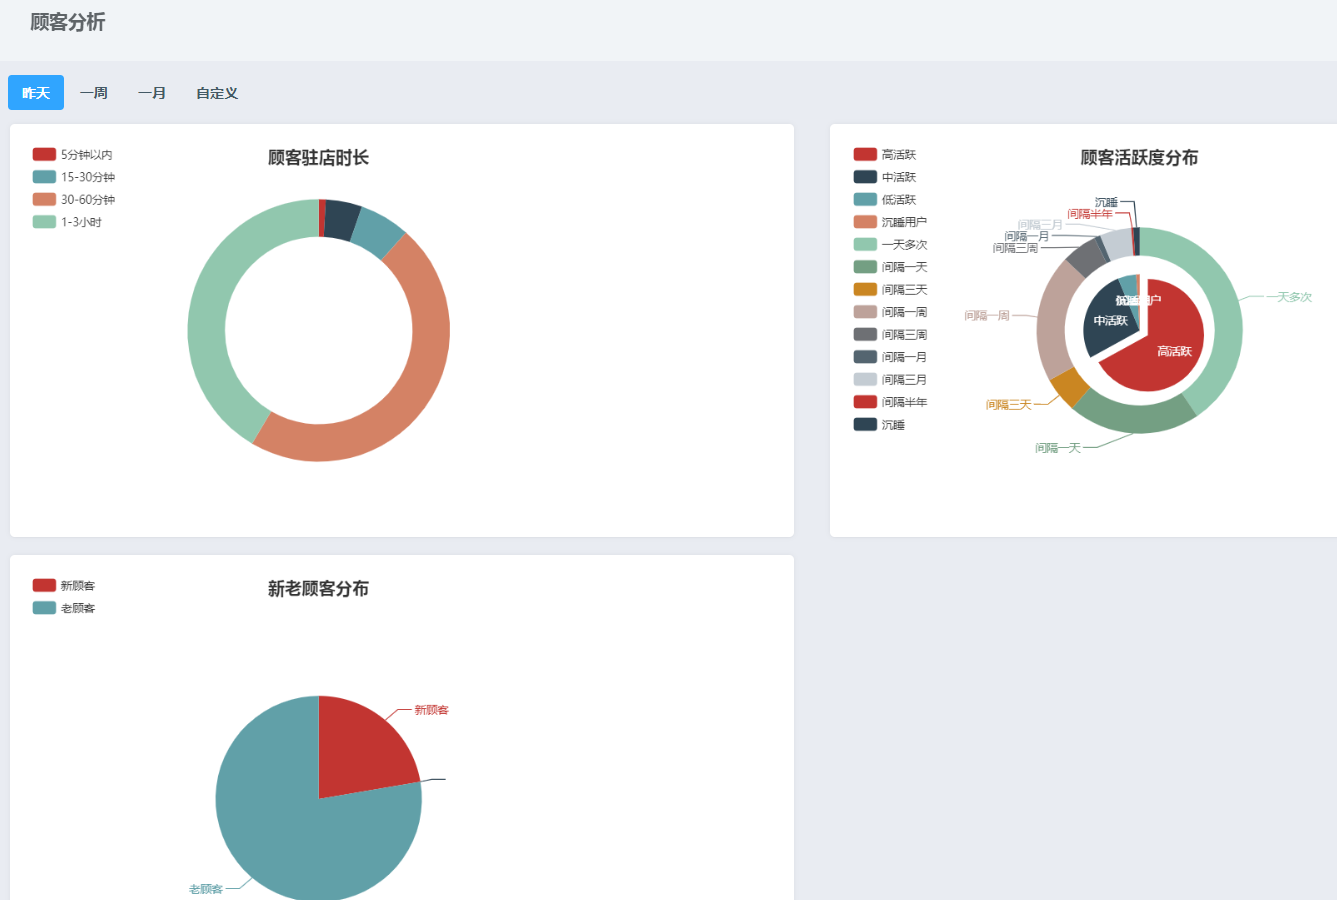 顾客分析
昨天 一周 一月 自定义
顾客驻店时长
5分钟以内
15-30分钟
30-60分钟
1-3小时
顾客活跃度分布
高活跃
中活跃
低活跃
沉睡用户
一天多次
间隔一天
间隔三天
间隔一周
间隔三周
间隔一月
间隔三月
间隔半年
沉睡
沉睡
间隔半年
间隔三月
间隔一月
间隔三周
一天多次
间隔一周
中活跃
高活跃
间隔三天
间隔一天
新老顾客分布
新顾客
老顾客
新顾客
老顾客